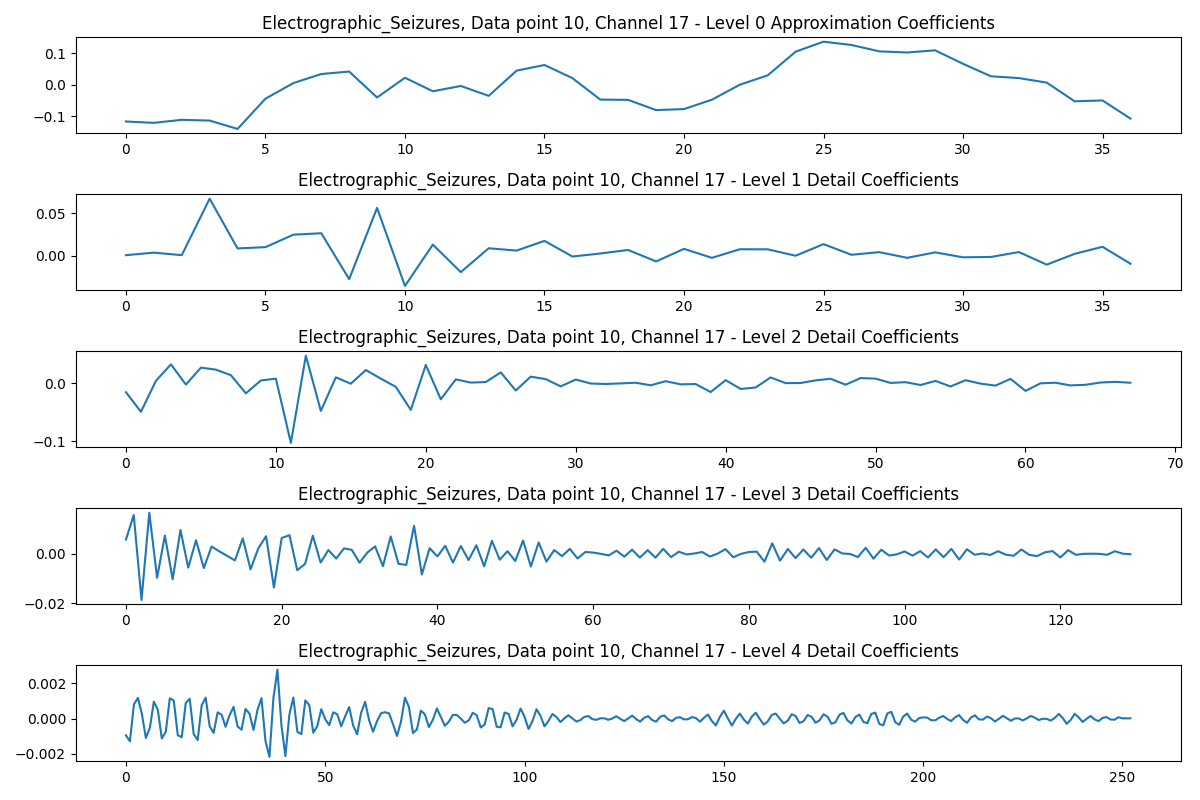 Electrographic_Seizures, Data point 10, Channel 17 - Level 0 Approximation Coefficients
0.1
0.0
−0.1
0 5 10 15 20 25 30 35
Electrographic_Seizures, Data point 10, Channel 17 - Level 1 Detail Coefficients
0.05
0.00
0 5 10 15 20 25 30 35
Electrographic_Seizures, Data point 10, Channel 17 - Level 2 Detail Coefficients
0.0
−0.1
0 10 20 30 40 50 60 70
Electrographic_Seizures, Data point 10, Channel 17 - Level 3 Detail Coefficients
0.00
−0.02
0 20 40 60 80 100 120
Electrographic_Seizures, Data point 10, Channel 17 - Level 4 Detail Coefficients
0.002
0.000
−0.002
0 50 100 150 200 250